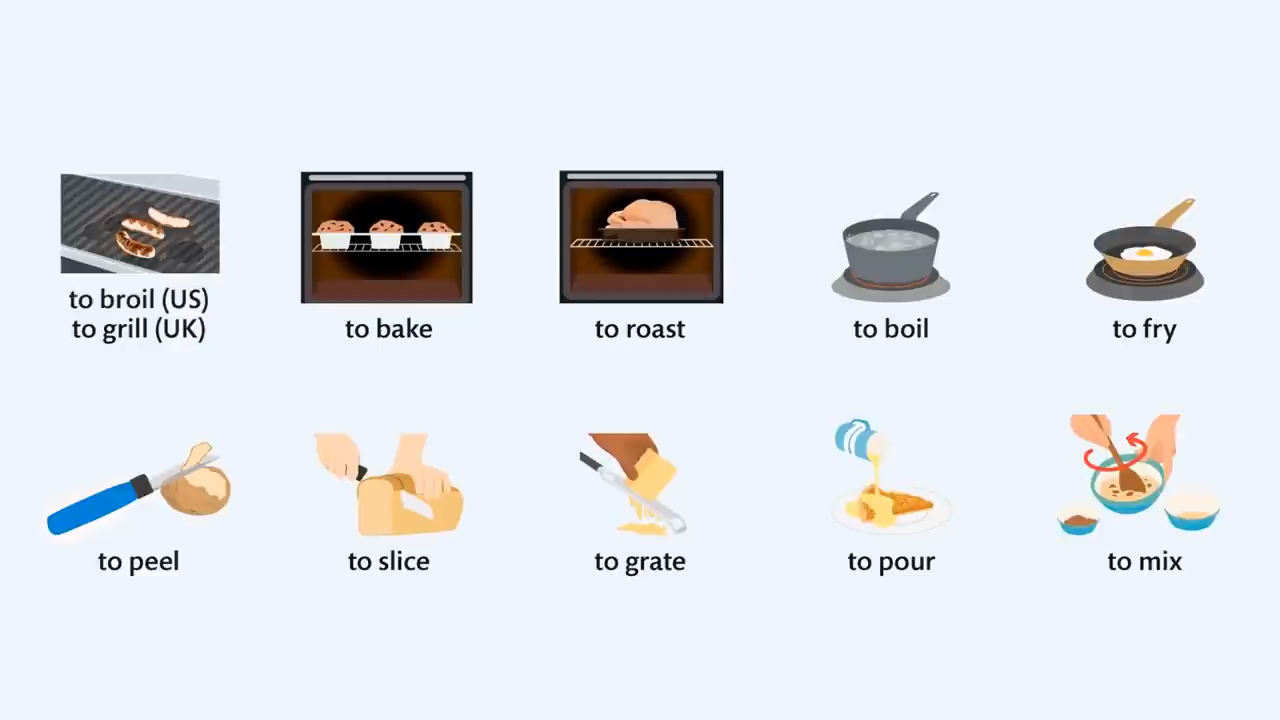 to broil (US)
to grill (UK)
to bake
to roast
to boil
to fry
to peel
to slice
to grate
to pour
to mix